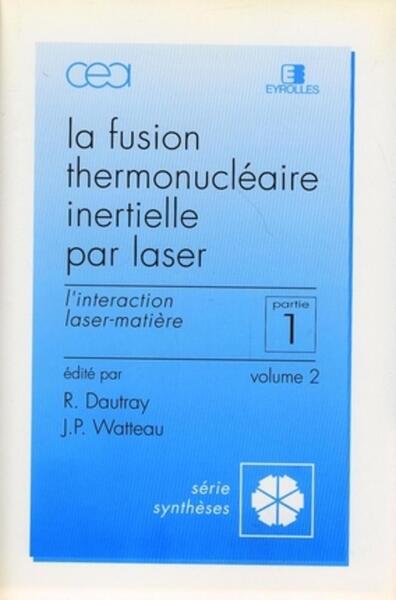 cea
EYROLLES
la fusion
thermonucléaire
inertielle
par laser
l'interaction
laser-matière
partie
1
édité par
volume 2
R. Dautray
J.P. Watteau
série
synthèses